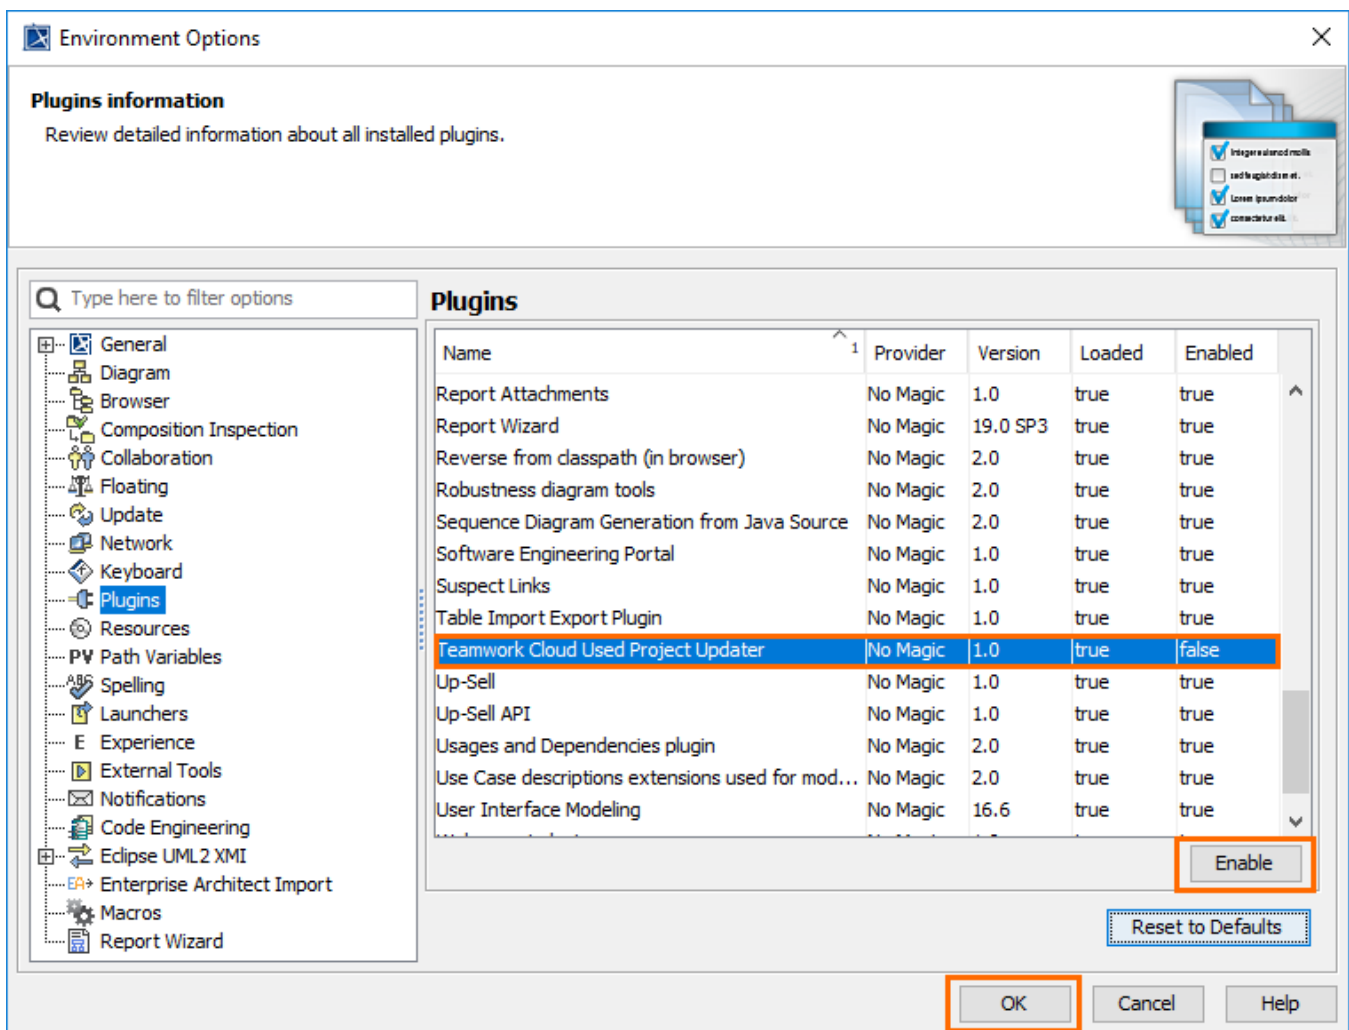 Environment Options
Plugins information
Review detailed information about all installed plugins.
Lorem ipsum dolor
Type here to filter options
General
Diagram
Browser
Composition Inspection
Collaboration
Floating
Update
Network
Keyboard
Plugins
Resources
PV Path Variables
ABC Spelling
Launchers
E Experience
External Tools
Notifications
Code Engineering
Eclipse UML2 XMI
EA Enterprise Architect Import
Macros
Report Wizard
Plugins
Name 1 Provider Version Loaded Enabled
Report Attachments No Magic 1.0 true true
Report Wizard No Magic 19.0 SP3 true true
Reverse from classpath (in browser) No Magic 2.0 true true
Robustness diagram tools No Magic 2.0 true true
Sequence Diagram Generation from Java Source No Magic 2.0 true true
Software Engineering Portal No Magic 1.0 true true
Suspect Links No Magic 1.0 true true
Table Import Export Plugin No Magic 1.0 true true
Teamwork Cloud Used Project Updater No Magic 1.0 true false
Up-Sell No Magic 1.0 true true
Up-Sell API No Magic 1.0 true true
Usages and Dependencies plugin No Magic 2.0 true true
Use Case descriptions extensions used for mod... No Magic 2.0 true true
User Interface Modeling No Magic 16.6 true true
Enable
Reset to Defaults
OK Cancel Help